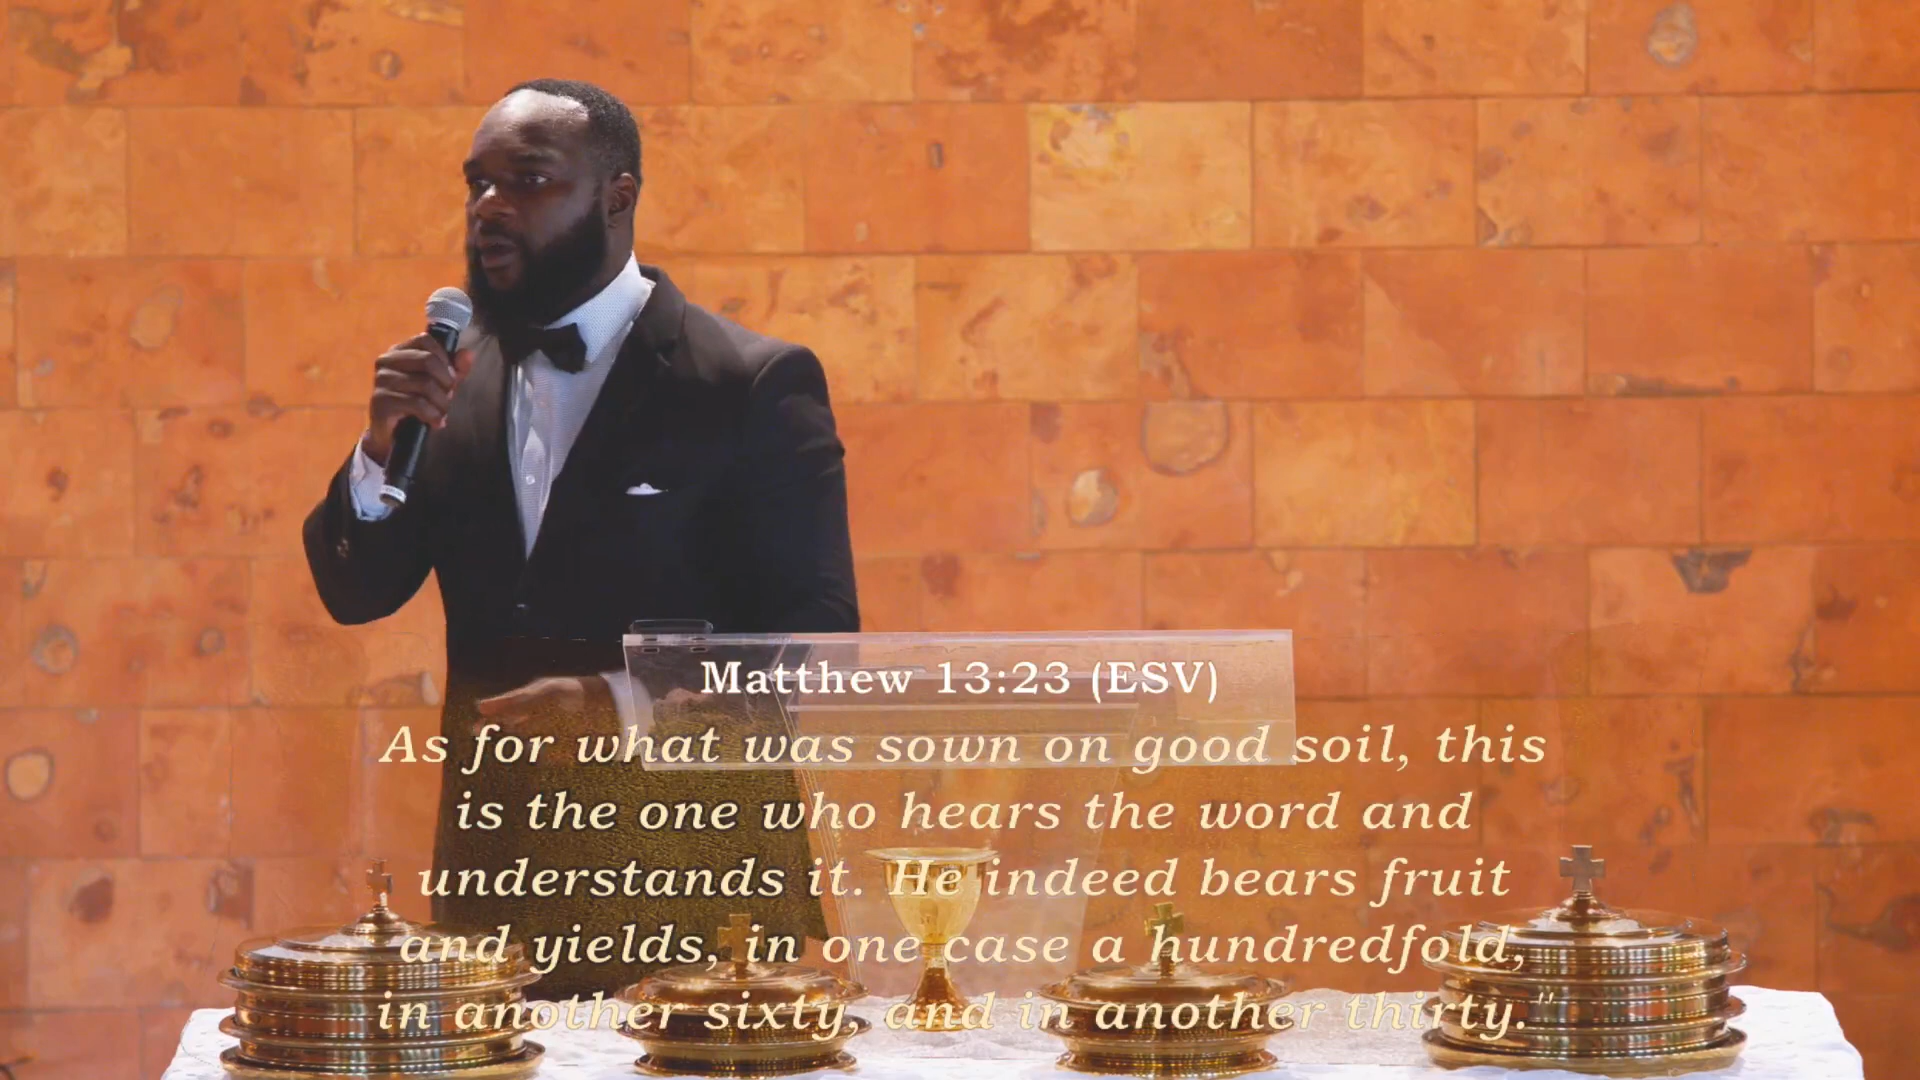 Matthew 13:23 (ESV)
As for what was sown on good soil, this
is the one who hears the word and
understands it. He indeed bears fruit
and yields, in one case a hundredfold,
in another sixty, and in another thirty."